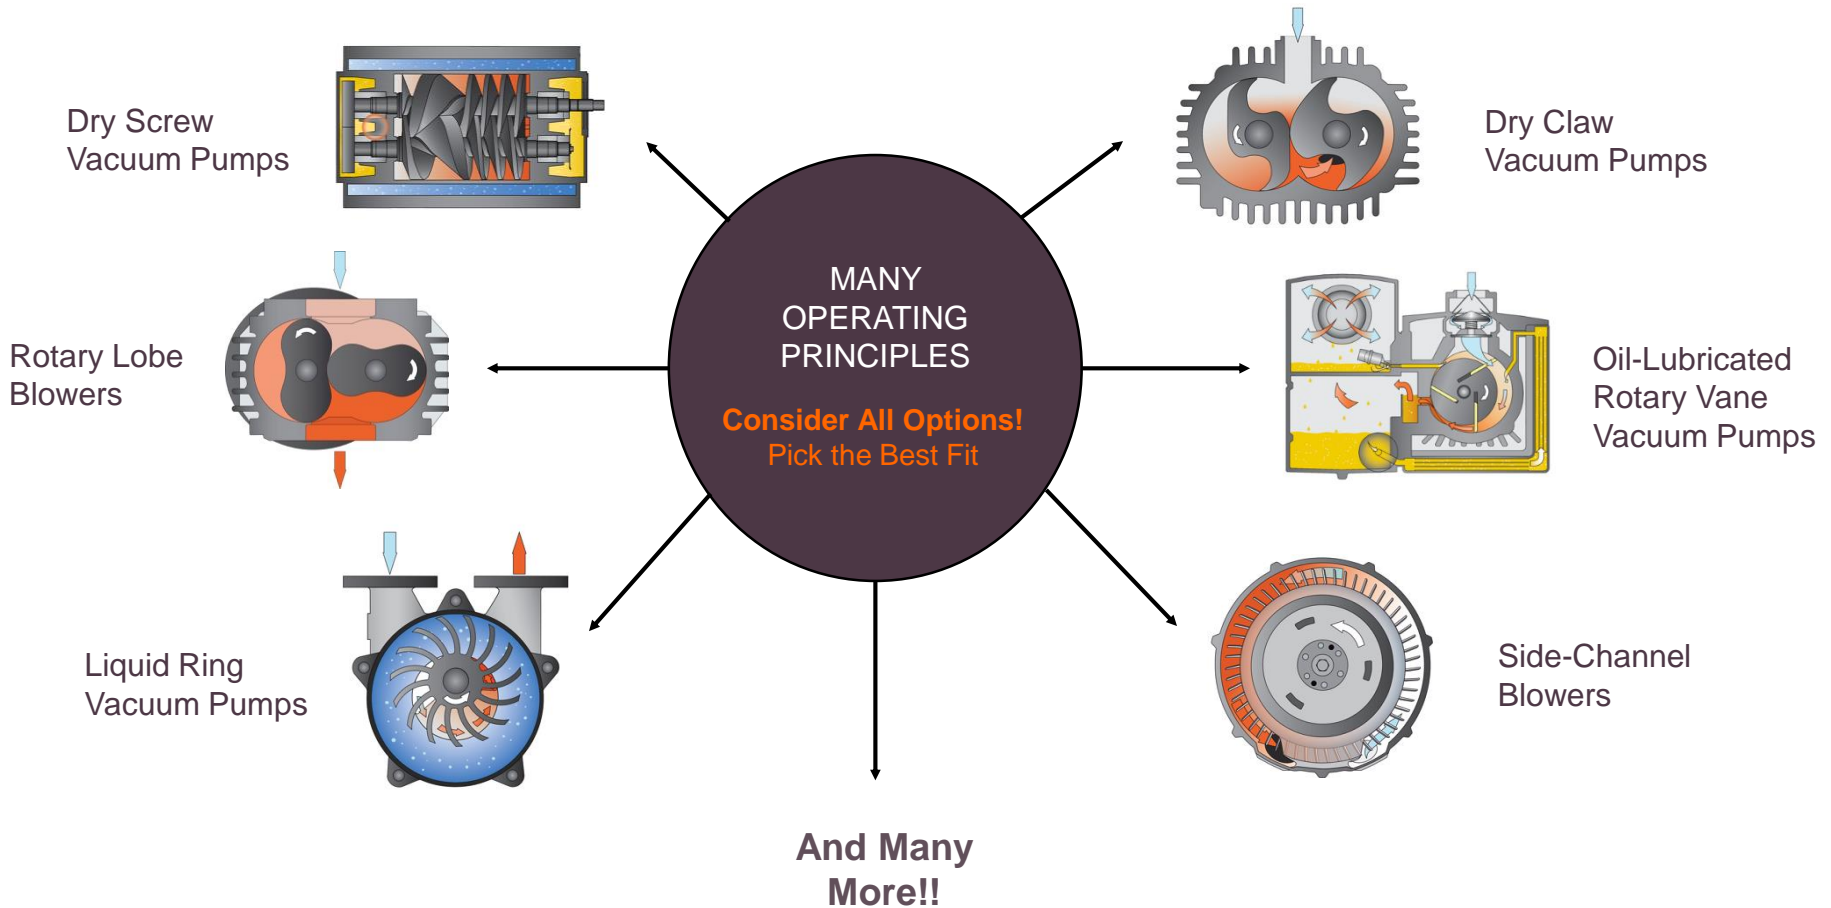 Dry Screw
Vacuum Pumps
Dry Claw
Vacuum Pumps
MANY
OPERATING
PRINCIPLES
Consider All Options!
Pick the Best Fit
Rotary Lobe
Blowers
Oil-Lubricated
Rotary Vane
Vacuum Pumps
Liquid Ring
Vacuum Pumps
Side-Channel
Blowers
And Many
More!!